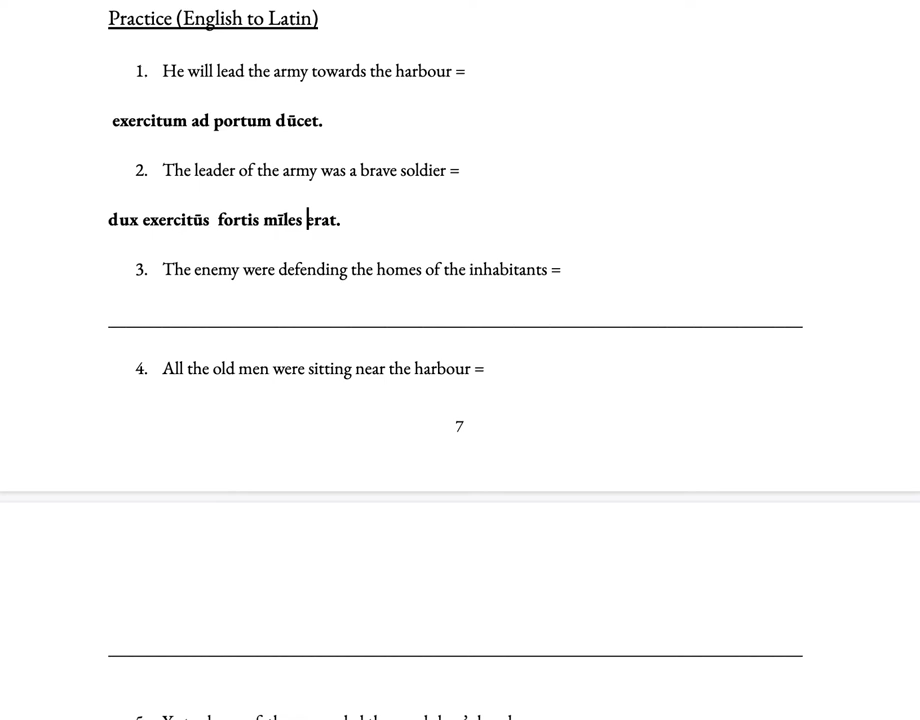 Practice (English to Latin)
1. He will lead the army towards the harbour =
exercitum ad portum dūcet.
2. The leader of the army was a brave soldier =
dux exercitūs fortis mīles erat.
3. The enemy were defending the homes of the inhabitants =
4. All the old men were sitting near the harbour =
7